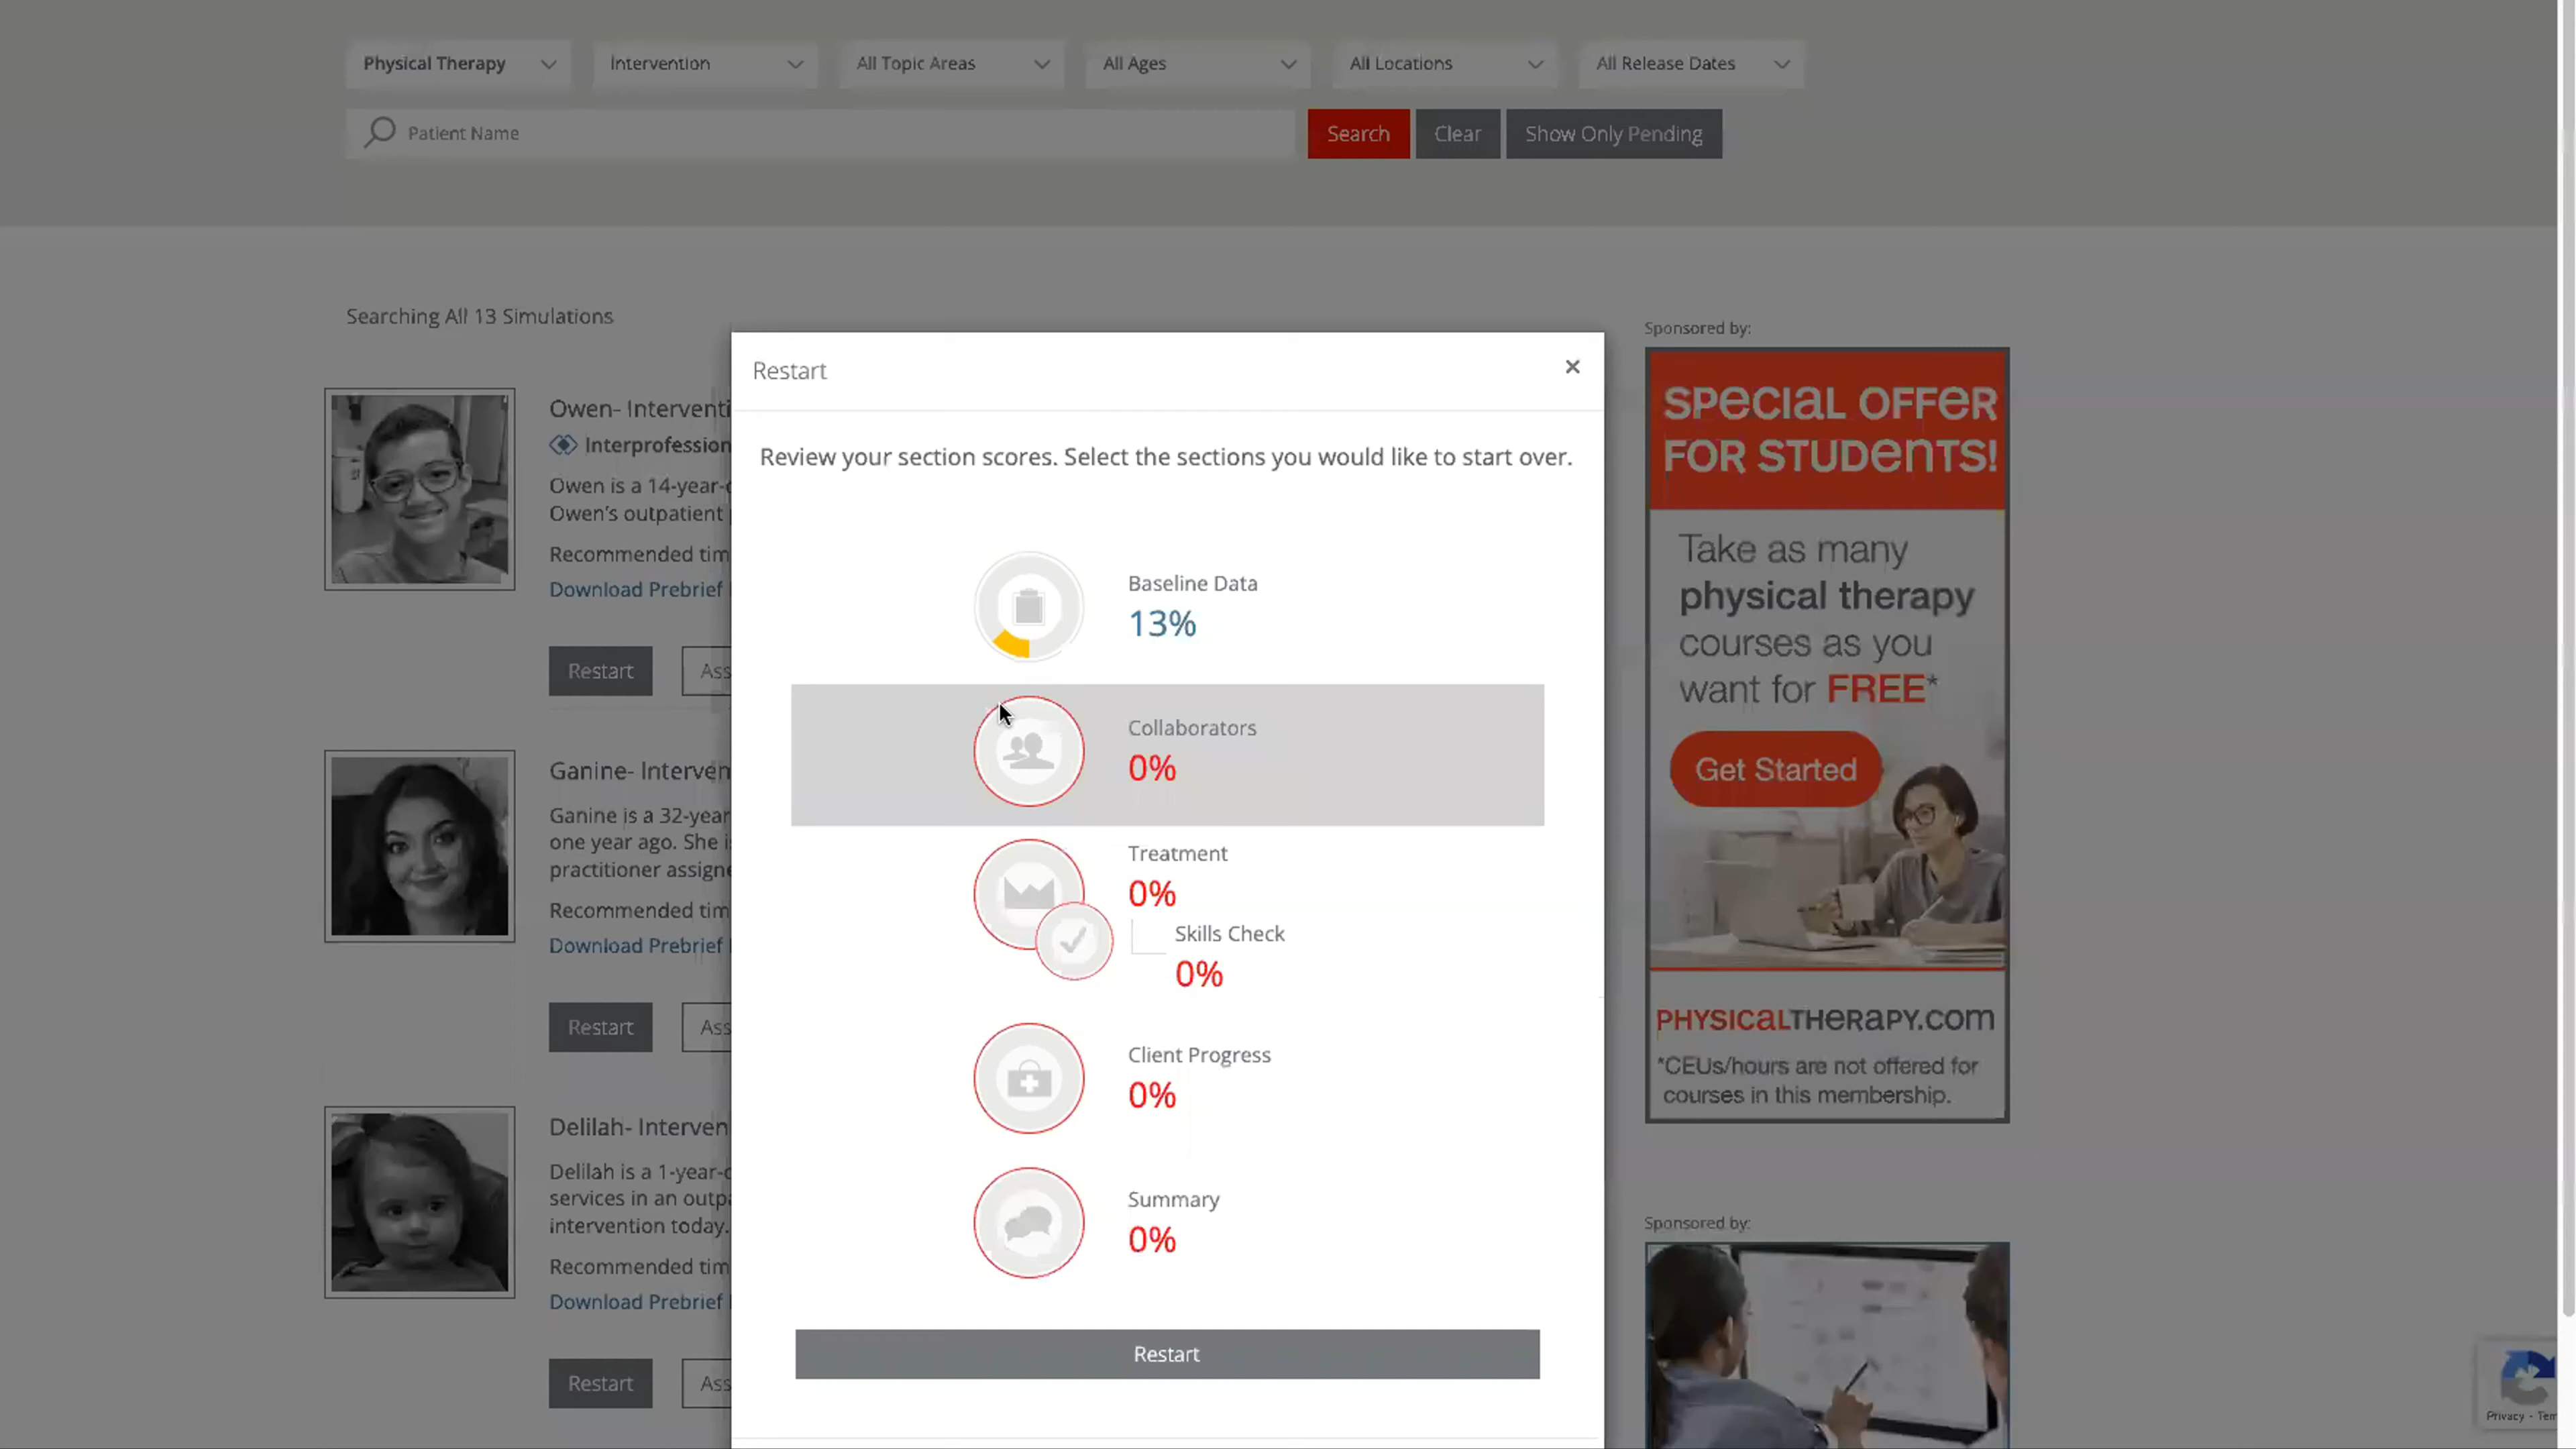 Physical Therapy
Intervention
All Topic Areas
All Ages
All Locations
All Release Dates
Patient Name
Search
Clear
Show Only Pending
Searching All 13 Simulations
Owen- Interventi
Interprofession
Owen is a 14-year-o
Owen's outpatient
Recommended tim
Download Prebrief
Restart
Ass
Ganine- Interven
Ganine is a 32-year
one year ago. She i
practitioner assigne
Recommended tim
Download Prebrief
Restart
Ass
Delilah- Interven
Delilah is a 1-year-o
services in an outpa
intervention today.
Recommended tim
Download Prebrief
Restart
Ass
Restart
×
Review your section scores. Select the sections you would like to start over.
Baseline Data
13%
Collaborators
0%
Treatment
0%
Skills Check
0%
Client Progress
0%
Summary
0%
Restart
Sponsored by:
SPECIAL OFFER
FOR STUDENTS!
Take as many
physical therapy
courses as you
want for FREE*
Get Started
PHYSICALTHERAPY.com
*CEUs/hours are not offered for
courses in this membership.
Sponsored by:
Privacy - Ter